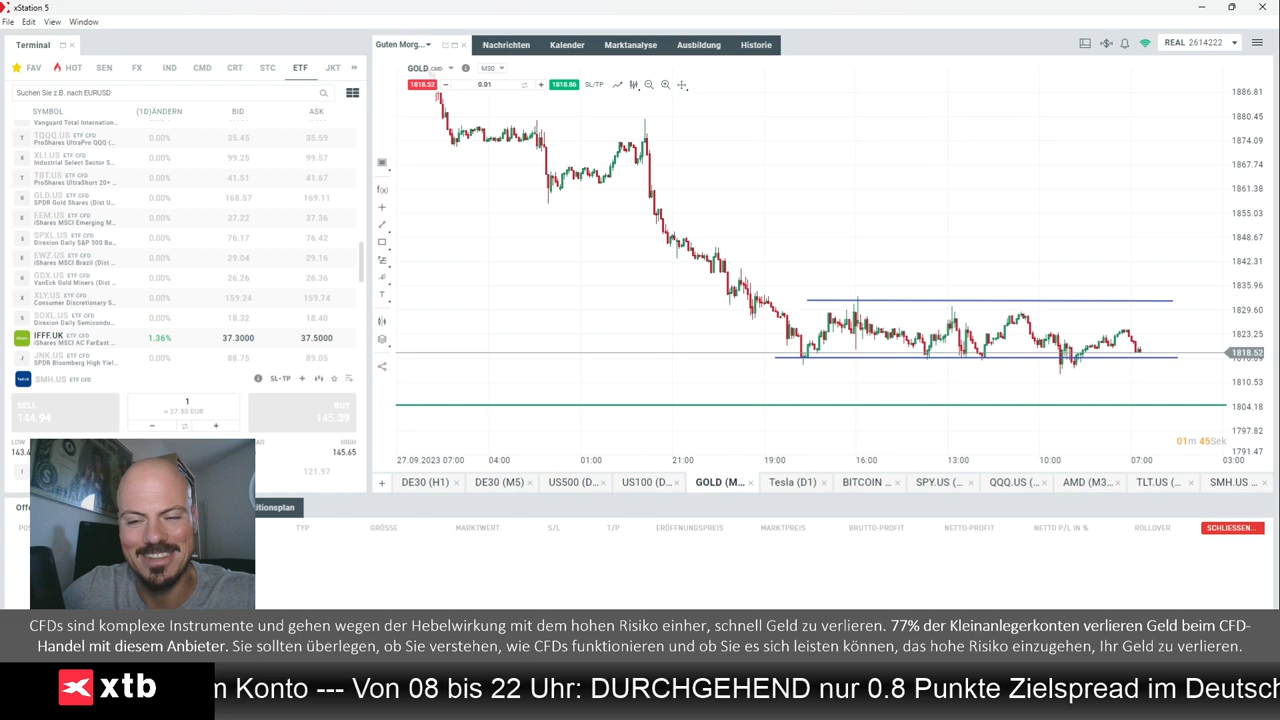 xStation 5
File Edit View Window
Terminal
FAV HOT SEN FX IND CMD CRT STC ETF JKT
Suchen Sie z.B. nach EURUSD
SYMBOL (1D)ÄNDERN BID ASK
Vanguard Total Internation...
TQQQ.US ETF CFD 0.00% 35.45 35.59
ProShares UltraPro QQQ (...
XLI.US ETF CFD 0.00% 99.25 99.57
Industrial Select Sector S...
TBT.US ETF CFD 0.00% 41.51 41.67
ProShares UltraShort 20+ ...
GLD.US ETF CFD 0.00% 168.57 169.11
SPDR Gold Shares (Dist U...
EEM.US ETF CFD 0.00% 37.22 37.36
iShares MSCI Emerging M...
SPXL.US ETF CFD 0.00% 76.17 76.42
Direxion Daily S&P 500 Bu...
EWZ.US ETF CFD 0.00% 29.04 29.16
iShares MSCI Brazil (Dist ...
GDX.US ETF CFD 0.00% 26.26 26.36
VanEck Gold Miners (Dist ...
XLY.US ETF CFD 0.00% 159.24 159.74
Consumer Discretionary S...
SOXL.US ETF CFD 0.00% 18.32 18.40
Direxion Daily Semicondu...
IFFF.UK ETF CFD 1.36% 37.3000 37.5000
iShares MSCI AC FarEast ...
JNK.US ETF CFD 0.00% 88.75 89.05
SPDR Bloomberg High Yiel...
SMH.US ETF CFD SL+TP
SELL 144.94
1
≈ 27.53 EUR
BUY 145.39
LOW HIGH
143.4 145.65
121.97
Guten Morg... Nachrichten Kalender Marktanalyse Ausbildung Historie
REAL 2614222
GOLD CMD M30
1818.52 0.01 1818.86 SL/TP
1886.81
1880.45
1874.09
1867.74
1861.38
1855.03
1848.67
1842.31
1835.96
1829.60
1823.25
1818.52
1810.53
1804.18
1797.82
1791.47
01m 45Sek
27.09.2023 07:00 04:00 01:00 21:00 19:00 16:00 13:00 10:00 07:00 03:00
DE30 (H1) DE30 (M5) US500 (D... US100 (D... GOLD (M... Tesla (D1) BITCOIN ... SPY.US (... QQQ.US (... AMD (M3... TLT.US (... SMH.US ...
itionsplan
TYP GRÖSSE MARKTWERT S/L T/P ERÖFFNUNGSPREIS MARKTPREIS BRUTTO-PROFIT NETTO-PROFIT NETTO P/L IN % ROLLOVER SCHLIESSEN...
CFDs sind komplexe Instrumente und gehen wegen der Hebelwirkung mit dem hohen Risiko einher, schnell Geld zu verlieren. 77% der Kleinanlegerkonten verlieren Geld beim CFD-
Handel mit diesem Anbieter. Sie sollten überlegen, ob Sie verstehen, wie CFDs funktionieren und ob Sie es sich leisten können, das hohe Risiko einzugehen, Ihr Geld zu verlieren.
xtb
m Konto --- Von 08 bis 22 Uhr: DURCHGEHEND nur 0.8 Punkte Zielspread im Deutsc